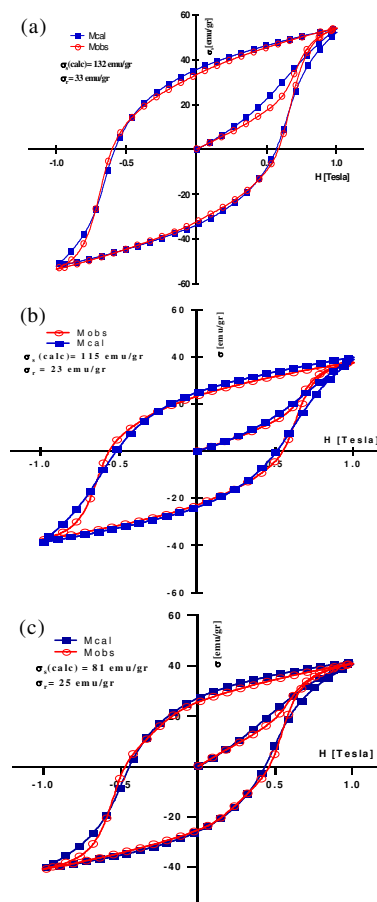 (a)
60
σ [emu/gr]
Mcal
Mobs
40
σs(calc)= 132 emu/gr
σr= 33 emu/gr
20
0
-1.0 -0.5 0.5 1.0
H [Tesla]
-20
-40
60
(b)
60
σ [emu/gr]
Mobs
Mcal
40
σs (calc)= 115 emu/gr
σr = 23 emu/gr
H [Tesla]
0
-1.0 -0.5 0.5 1.0
-20
-40
-60
(c)
60
σ [emu/gr]
Mcal
Mobs
σs(calc) = 81 emu/gr
40
σr= 25 emu/gr
H [Tesla]
0
-1.0 -0.5 0.5 1.0
-20
-40